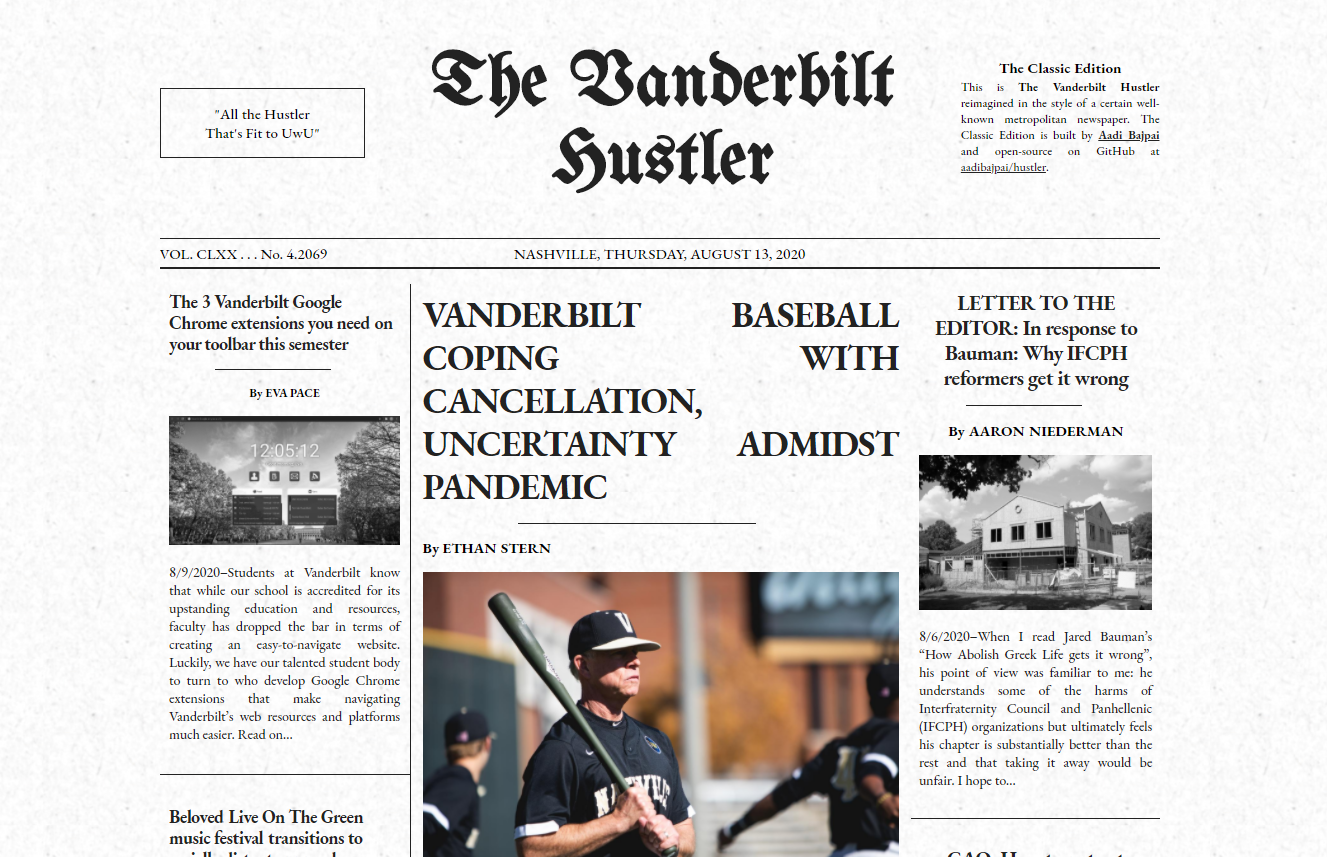 The Vanderbilt
Hustler
"All the Hustler
That's Fit to UwU"
The Classic Edition
This is The Vanderbilt Hustler
reimagined in the style of a certain well-
known metropolitan newspaper. The
Classic Edition is built by Aadi Bajpai
and open-source on GitHub at
aadibajpai/hustler.
VOL. CLXX . . . No. 4.2069
NASHVILLE, THURSDAY, AUGUST 13, 2020
The 3 Vanderbilt Google
Chrome extensions you need on
your toolbar this semester
By EVA PACE
12:05:12
8/9/2020–Students at Vanderbilt know
that while our school is accredited for its
upstanding education and resources,
faculty has dropped the bar in terms of
creating an easy-to-navigate website.
Luckily, we have our talented student body
to turn to who develop Google Chrome
extensions that make navigating
Vanderbilt’s web resources and platforms
much easier. Read on...
Beloved Live On The Green
music festival transitions to
VANDERBILT BASEBALL
COPING WITH
CANCELLATION,
UNCERTAINTY ADMIDST
PANDEMIC
By ETHAN STERN
V
LETTER TO THE
EDITOR: In response to
Bauman: Why IFCPH
reformers get it wrong
By AARON NIEDERMAN
8/6/2020–When I read Jared Bauman’s
“How Abolish Greek Life gets it wrong”,
his point of view was familiar to me: he
understands some of the harms of
Interfraternity Council and Panhellenic
(IFCPH) organizations but ultimately feels
his chapter is substantially better than the
rest and that taking it away would be
unfair. I hope to...